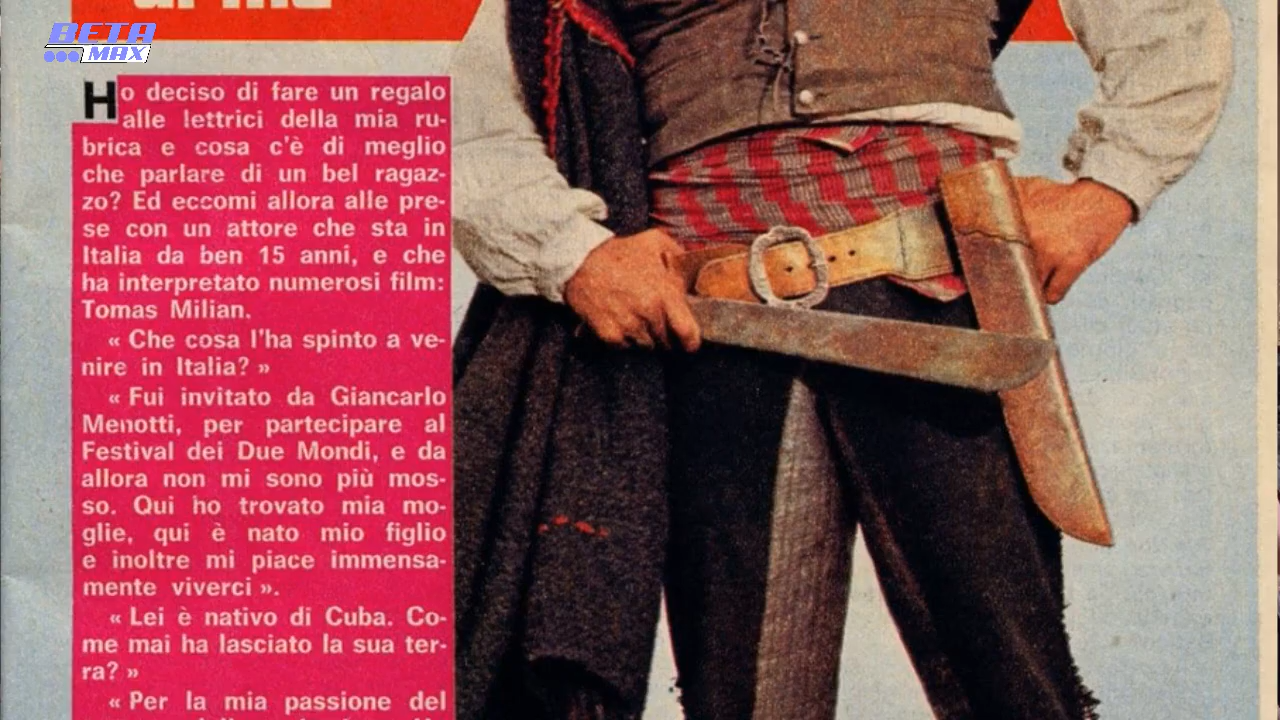 BETA
MAX
Ho deciso di fare un regalo
alle lettrici della mia ru-
brica e cosa c'è di meglio
che parlare di un bel ragaz-
zo? Ed eccomi allora alle pre-
se con un attore che sta in
Italia da ben 15 anni, e che
ha interpretato numerosi film:
Tomas Milian.
« Che cosa l'ha spinto a ve-
nire in Italia? »
« Fui invitato da Giancarlo
Menotti, per partecipare al
Festival dei Due Mondi, e da
allora non mi sono più mos-
so. Qui ho trovato mia mo-
glie, qui è nato mio figlio
e inoltre mi piace immensa-
mente viverci ».
« Lei è nativo di Cuba. Co-
me mai ha lasciato la sua ter-
ra? »
« Per la mia passione del